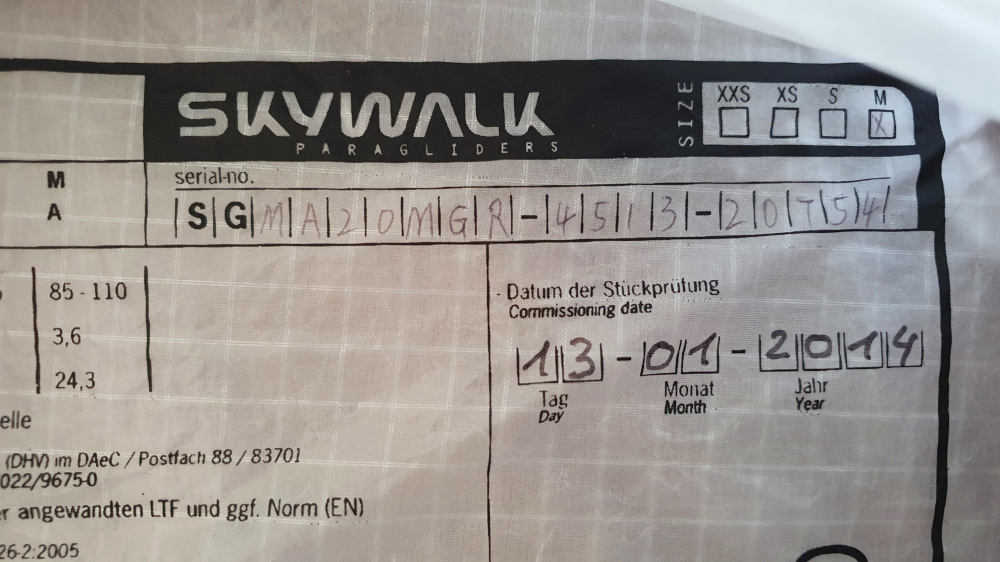 SKYWALK
PARAGLIDERS
SIZE XXS XS S M
X
M
A
serial-no.
SGMA20MGR-4513-20754
85 - 110
3,6
24,3
Datum der Stückprüfung
Commissioning date
13-01-2014
Tag Monat Jahr
Day Month Year
elle
(DHV) im DAeC / Postfach 88 / 83701
022/9675-0
r angewandten LTF und ggf. Norm (EN)
26-2:2005